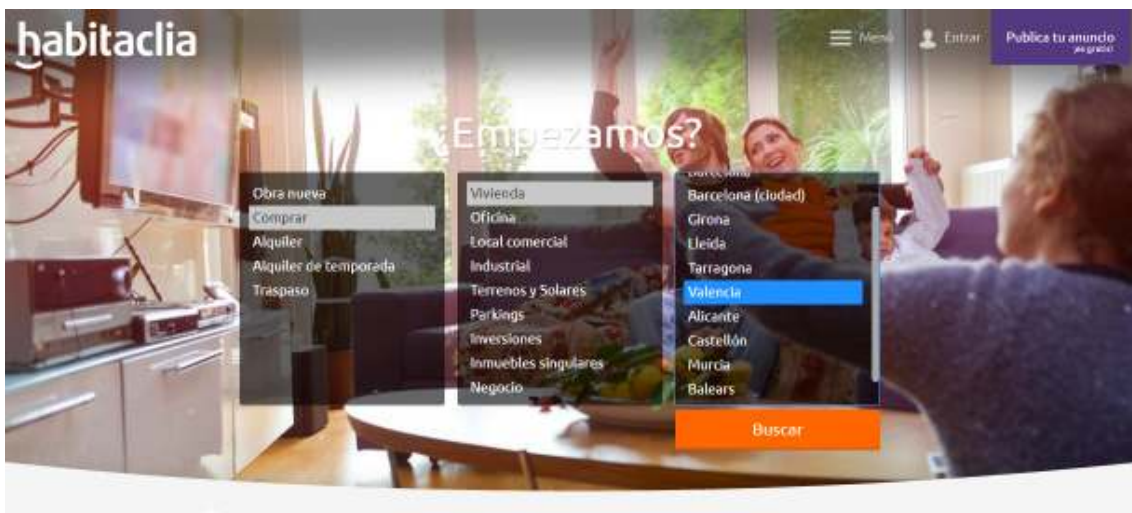 habitaclia
Menú
Entrar
Publica tu anuncio
¡es gratis!
¿Empezamos?
Obra nueva
Comprar
Alquiler
Alquiler de temporada
Traspaso
Vivienda
Oficina
Local comercial
Industrial
Terrenos y Solares
Parkings
Inversiones
Inmuebles singulares
Negocio
Barcelona
Barcelona (ciudad)
Girona
Lleida
Tarragona
Valencia
Alicante
Castellón
Murcia
Balears
Buscar